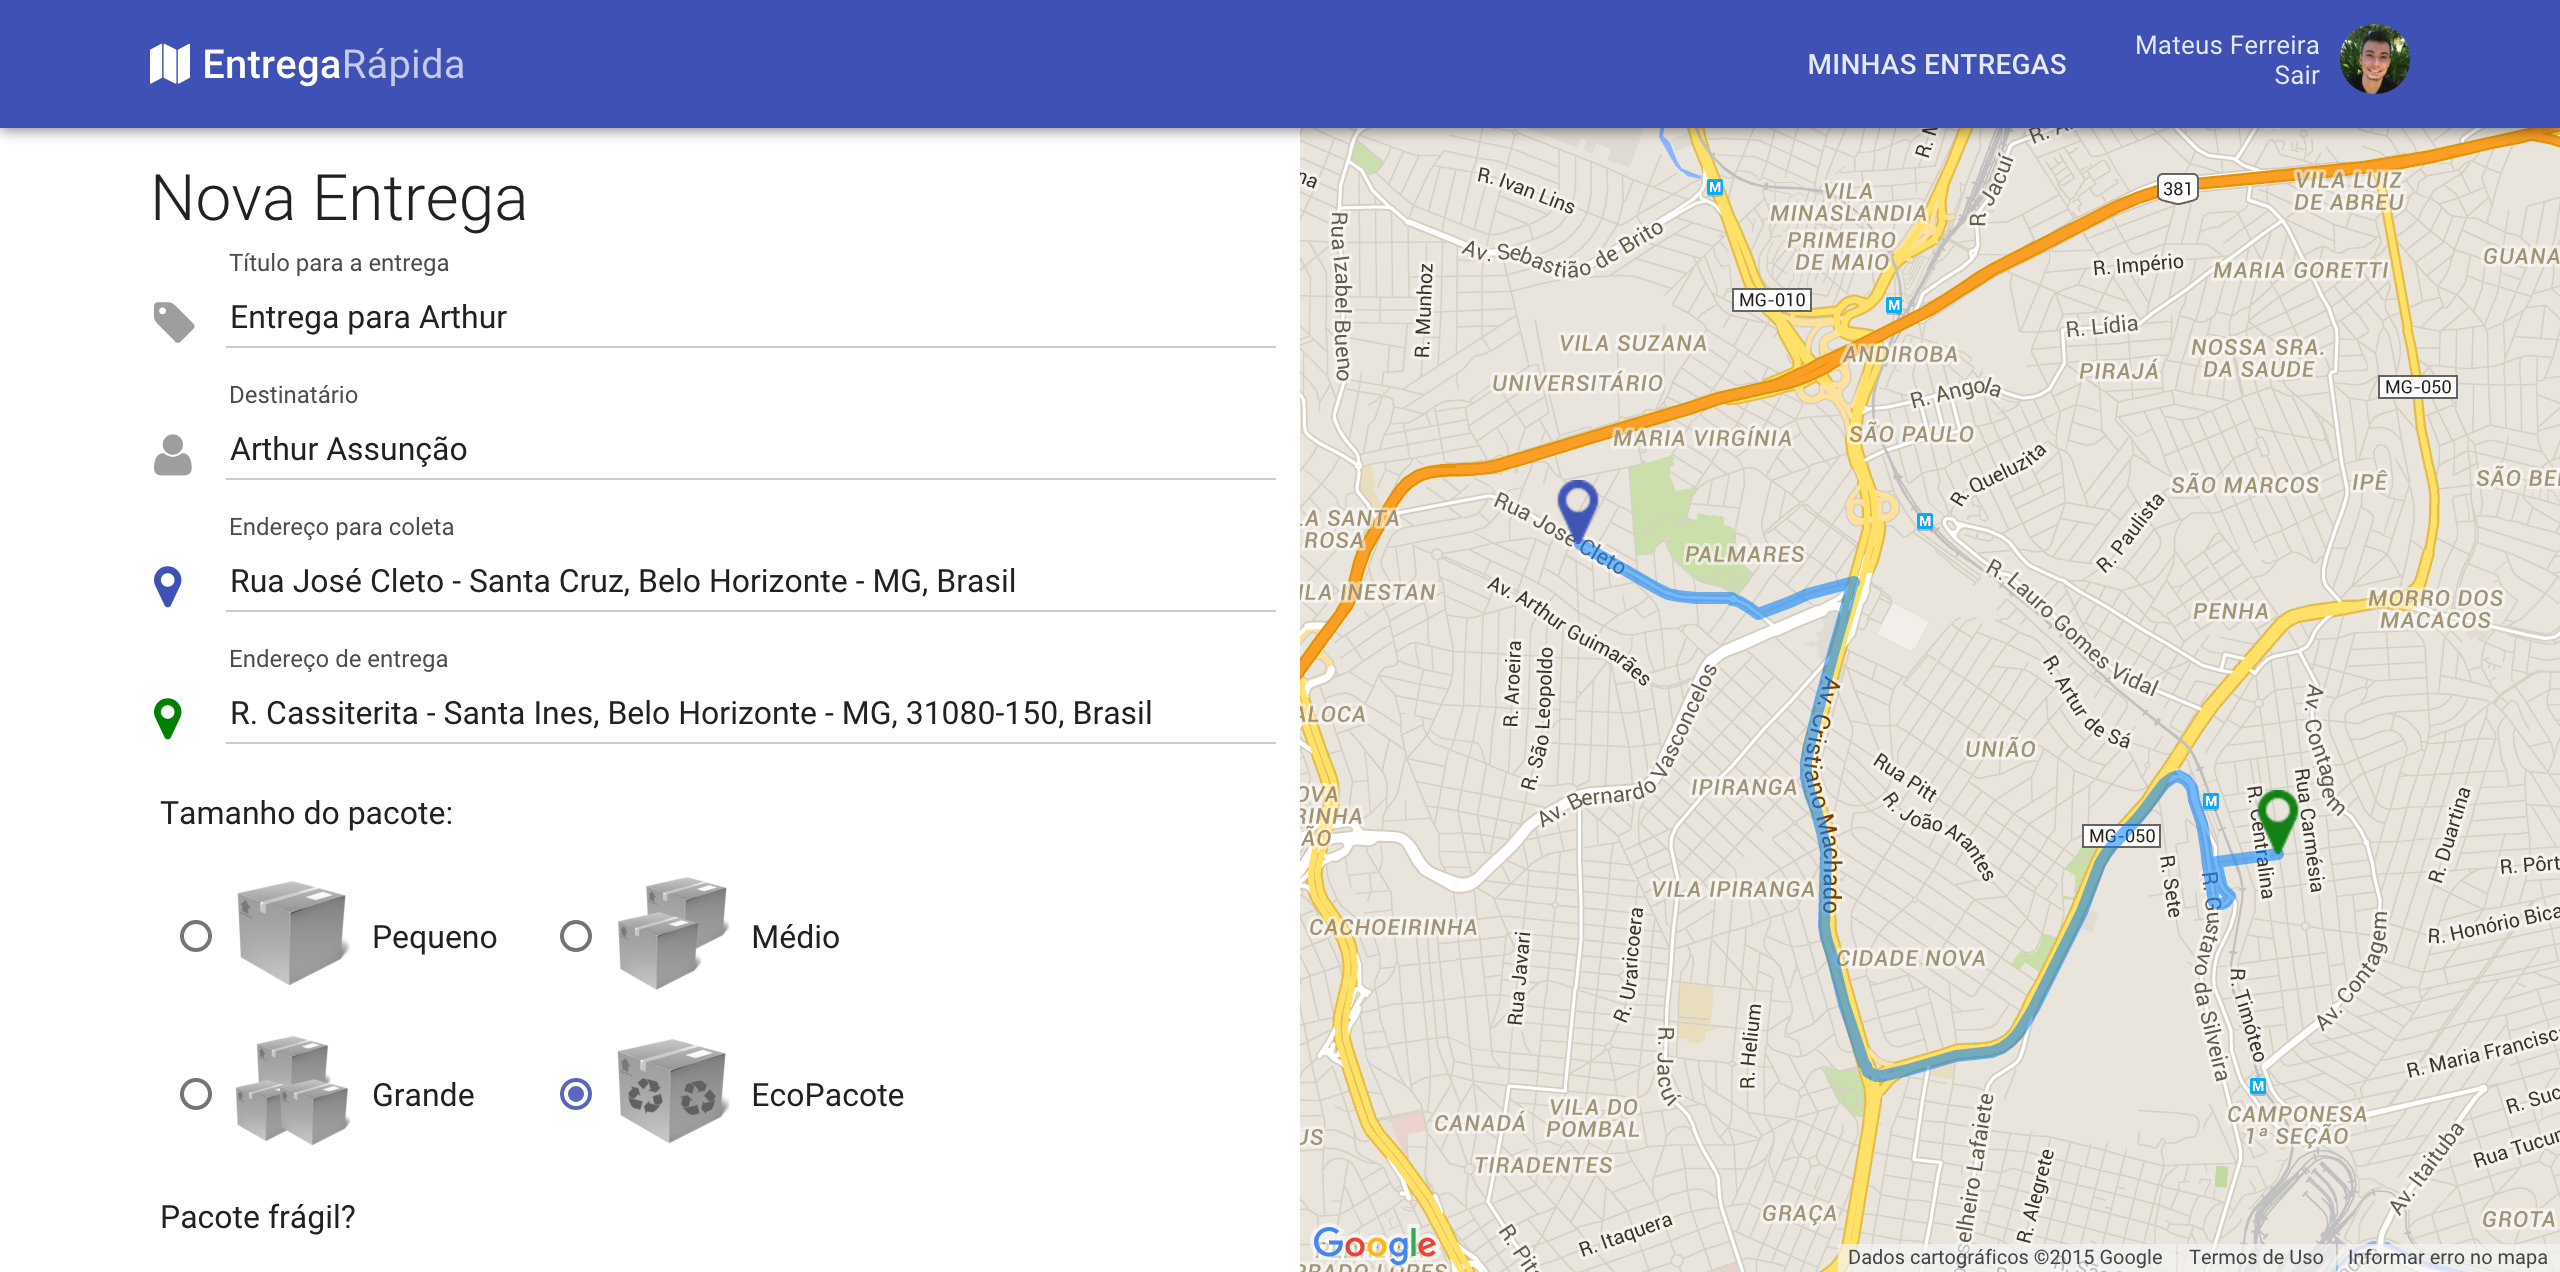 EntregaRápida
MINHAS ENTREGAS
Mateus Ferreira
Sair
Nova Entrega
Título para a entrega
Entrega para Arthur
Destinatário
Arthur Assunção
Endereço para coleta
Rua José Cleto - Santa Cruz, Belo Horizonte - MG, Brasil
Endereço de entrega
R. Cassiterita - Santa Ines, Belo Horizonte - MG, 31080-150, Brasil
Tamanho do pacote:
Pequeno
Médio
Grande
EcoPacote
Pacote frágil?
R. Ivan Lins
Rua Izabel Bueno
R. Munhoz
Av. Sebastião de Brito
VILA
MINASLANDIA
PRIMEIRO
DE MAIO
R. Jacuí
381
VILA LUIZ
DE ABREU
R. Império
MARIA GORETTI
GUANA
MG-010
M
M
M
M
M
R. Lídia
VILA SUZANA
UNIVERSITÁRIO
ANDIROBA
PIRAJÁ
NOSSA SRA.
DA SAUDE
MG-050
R. Angola
MARIA VIRGÍNIA
SÃO PAULO
R. Queluzita
SÃO MARCOS
IPÊ
SÃO BE
LA SANTA
ROSA
Rua José Cleto
PALMARES
R. Paulista
ILA INESTAN
Av. Arthur Guimarães
R. Lauro Gomes Vidal
PENHA
MORRO DOS
MACACOS
R. Aroeira
R. São Leopoldo
R. Artur de Sá
ALOCA
Av. Bernardo Vasconcelos
Av. Cristiano Machado
UNIÃO
Av. Contagem
IPIRANGA
Rua Pitt
R. João Arantes
OVA
RINHA
ÃO
MG-050
R. Sete
R. Centralina
Rua Carmésia
R. Duartina
R. Pôrt
VILA IPIRANGA
CACHOEIRINHA
R. Gustavo da Silveira
R. Honório Bica
Rua Javari
R. Uraricoera
CIDADE NOVA
R. Timóteo
Av. Contagem
R. Helium
R. Jacuí
R. Maria Francisc
CANADÁ
VILA DO
POMBAL
TIRADENTES
selheiro Lafaiete
R. Alegrete
CAMPONESA
1ª SEÇÃO
R. Suc
Rua Tucur
Av. Itaituba
US
R. Itaquera
GRAÇA
GROTA
Google
Dados cartográficos ©2015 Google
Termos de Uso
Informar erro no mapa